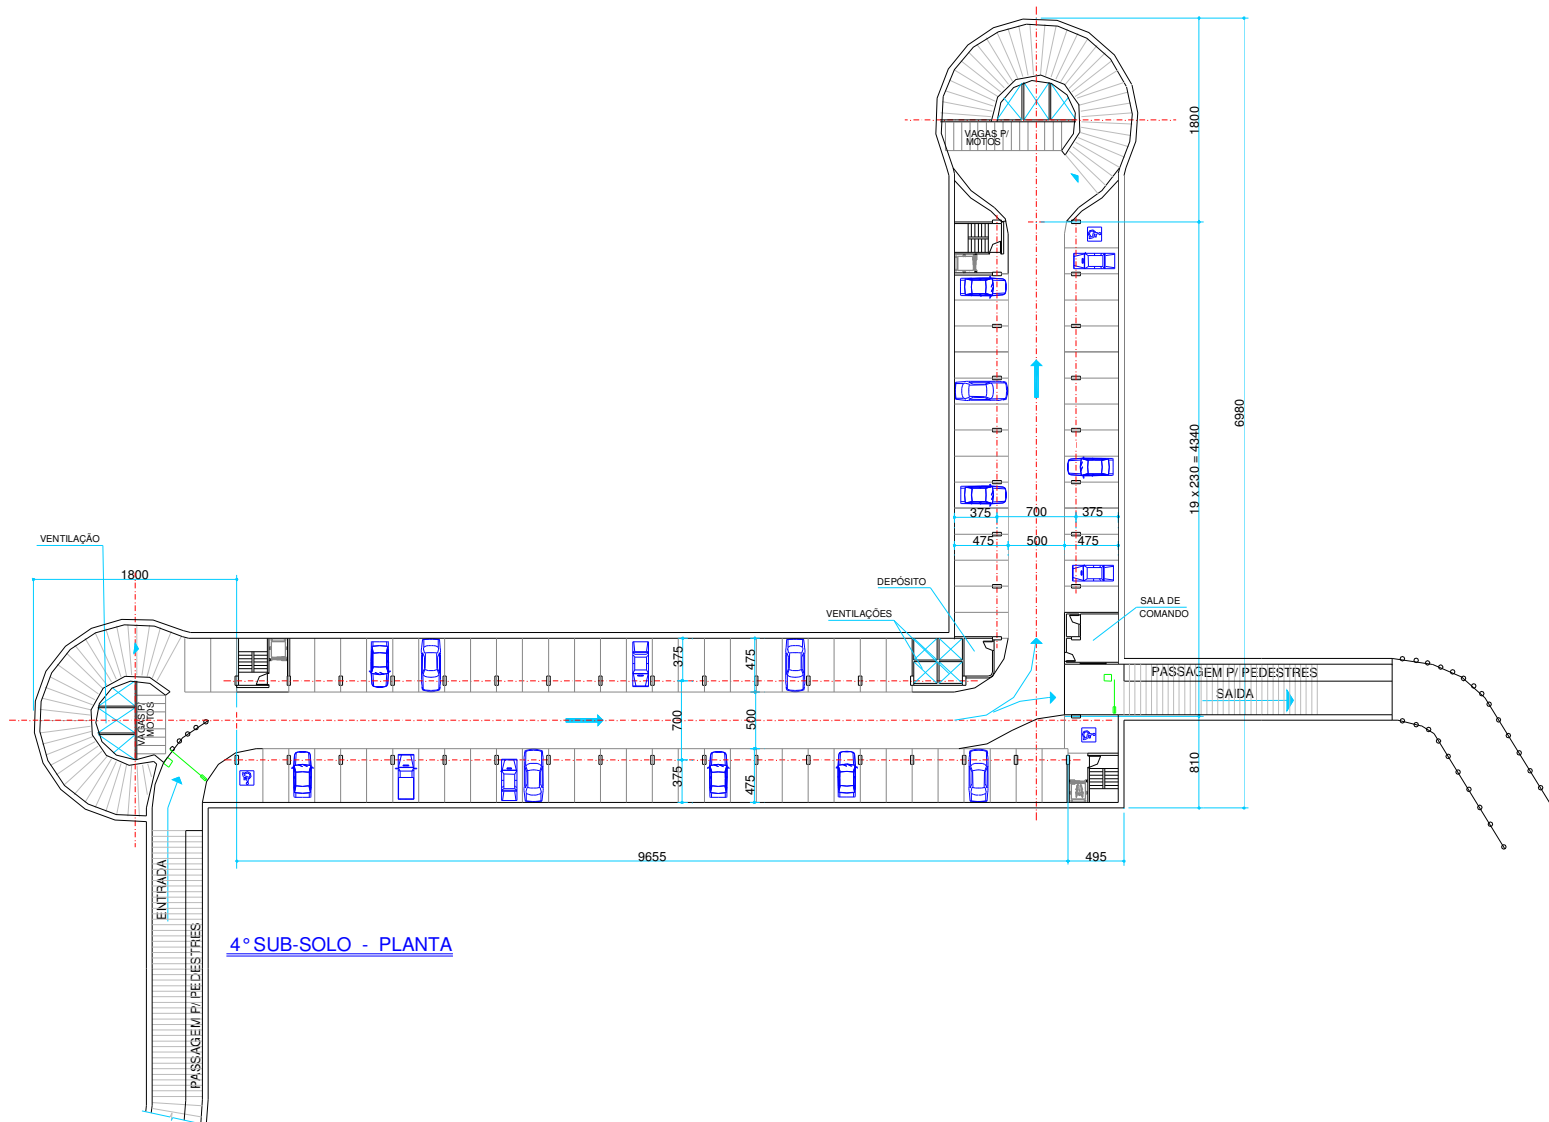 1800
VAGAS P/
MOTOS
6980
19 x 230 = 4340
375
700
375
475
500
475
VENTILAÇÃO
1800
DEPÓSITO
VENTILAÇÕES
SALA DE
COMANDO
375
475
PASSAGEM P/ PEDESTRES
SAIDA
VAGAS P/
MOTOS
700
500
375
475
810
9655
495
ENTRADA
PASSAGEM P/ PEDESTRES
4° SUB-SOLO - PLANTA